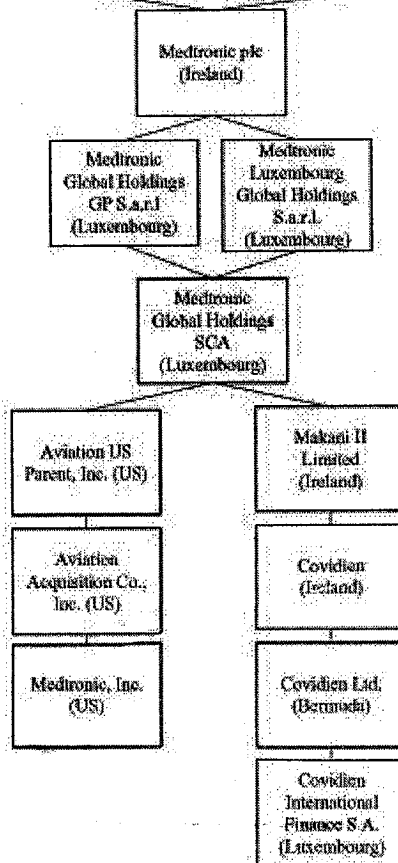 Medtronic plc
(Ireland)
Medtronic
Global Holdings
GP S.a.r.l
(Luxembourg)
Medtronic
Luxembourg
Global Holdings
S.a.r.l.
(Luxembourg)
Medtronic
Global Holdings
SCA
(Luxembourg)
Aviation US
Parent, Inc. (US)
Makani II
Limited
(Ireland)
Aviation
Acquisition Co.,
Inc. (US)
Covidien
(Ireland)
Medtronic, Inc.
(US)
Covidien Ltd.
(Bermuda)
Covidien
International
Finance S.A.
(Luxembourg)